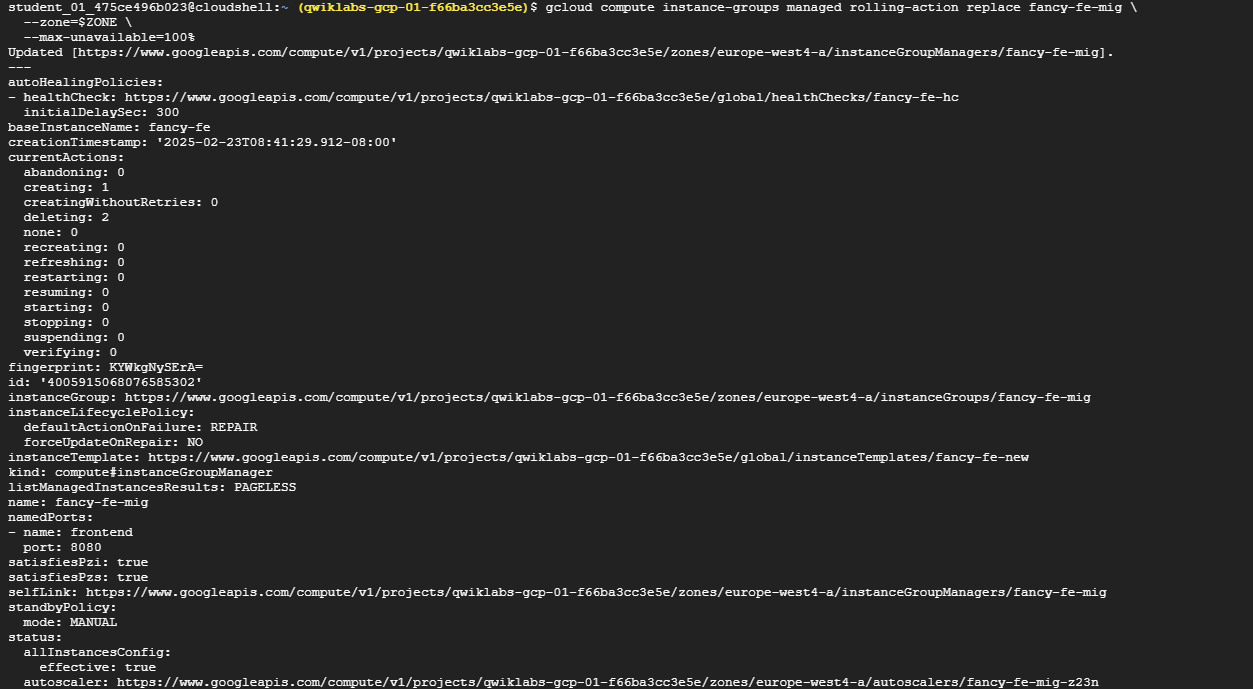 student_01_475ce496b023@cloudshell:~ (qwiklabs-gcp-01-f66ba3cc3e5e)$ gcloud compute instance-groups managed rolling-action replace fancy-fe-mig \
  --zone=$ZONE \
  --max-unavailable=100%
Updated [https://www.googleapis.com/compute/v1/projects/qwiklabs-gcp-01-f66ba3cc3e5e/zones/europe-west4-a/instanceGroupManagers/fancy-fe-mig].
---
autoHealingPolicies:
- healthCheck: https://www.googleapis.com/compute/v1/projects/qwiklabs-gcp-01-f66ba3cc3e5e/global/healthChecks/fancy-fe-hc
  initialDelaySec: 300
baseInstanceName: fancy-fe
creationTimestamp: '2025-02-23T08:41:29.912-08:00'
currentActions:
  abandoning: 0
  creating: 1
  creatingWithoutRetries: 0
  deleting: 2
  none: 0
  recreating: 0
  refreshing: 0
  restarting: 0
  resuming: 0
  starting: 0
  stopping: 0
  suspending: 0
  verifying: 0
fingerprint: KYWkgNySErA=
id: '4005915068076585302'
instanceGroup: https://www.googleapis.com/compute/v1/projects/qwiklabs-gcp-01-f66ba3cc3e5e/zones/europe-west4-a/instanceGroups/fancy-fe-mig
instanceLifecyclePolicy:
  defaultActionOnFailure: REPAIR
  forceUpdateOnRepair: NO
instanceTemplate: https://www.googleapis.com/compute/v1/projects/qwiklabs-gcp-01-f66ba3cc3e5e/global/instanceTemplates/fancy-fe-new
kind: compute#instanceGroupManager
listManagedInstancesResults: PAGELESS
name: fancy-fe-mig
namedPorts:
- name: frontend
  port: 8080
satisfiesPzi: true
satisfiesPzs: true
selfLink: https://www.googleapis.com/compute/v1/projects/qwiklabs-gcp-01-f66ba3cc3e5e/zones/europe-west4-a/instanceGroupManagers/fancy-fe-mig
standbyPolicy:
  mode: MANUAL
status:
  allInstancesConfig:
    effective: true
  autoscaler: https://www.googleapis.com/compute/v1/projects/qwiklabs-gcp-01-f66ba3cc3e5e/zones/europe-west4-a/autoscalers/fancy-fe-mig-z23n